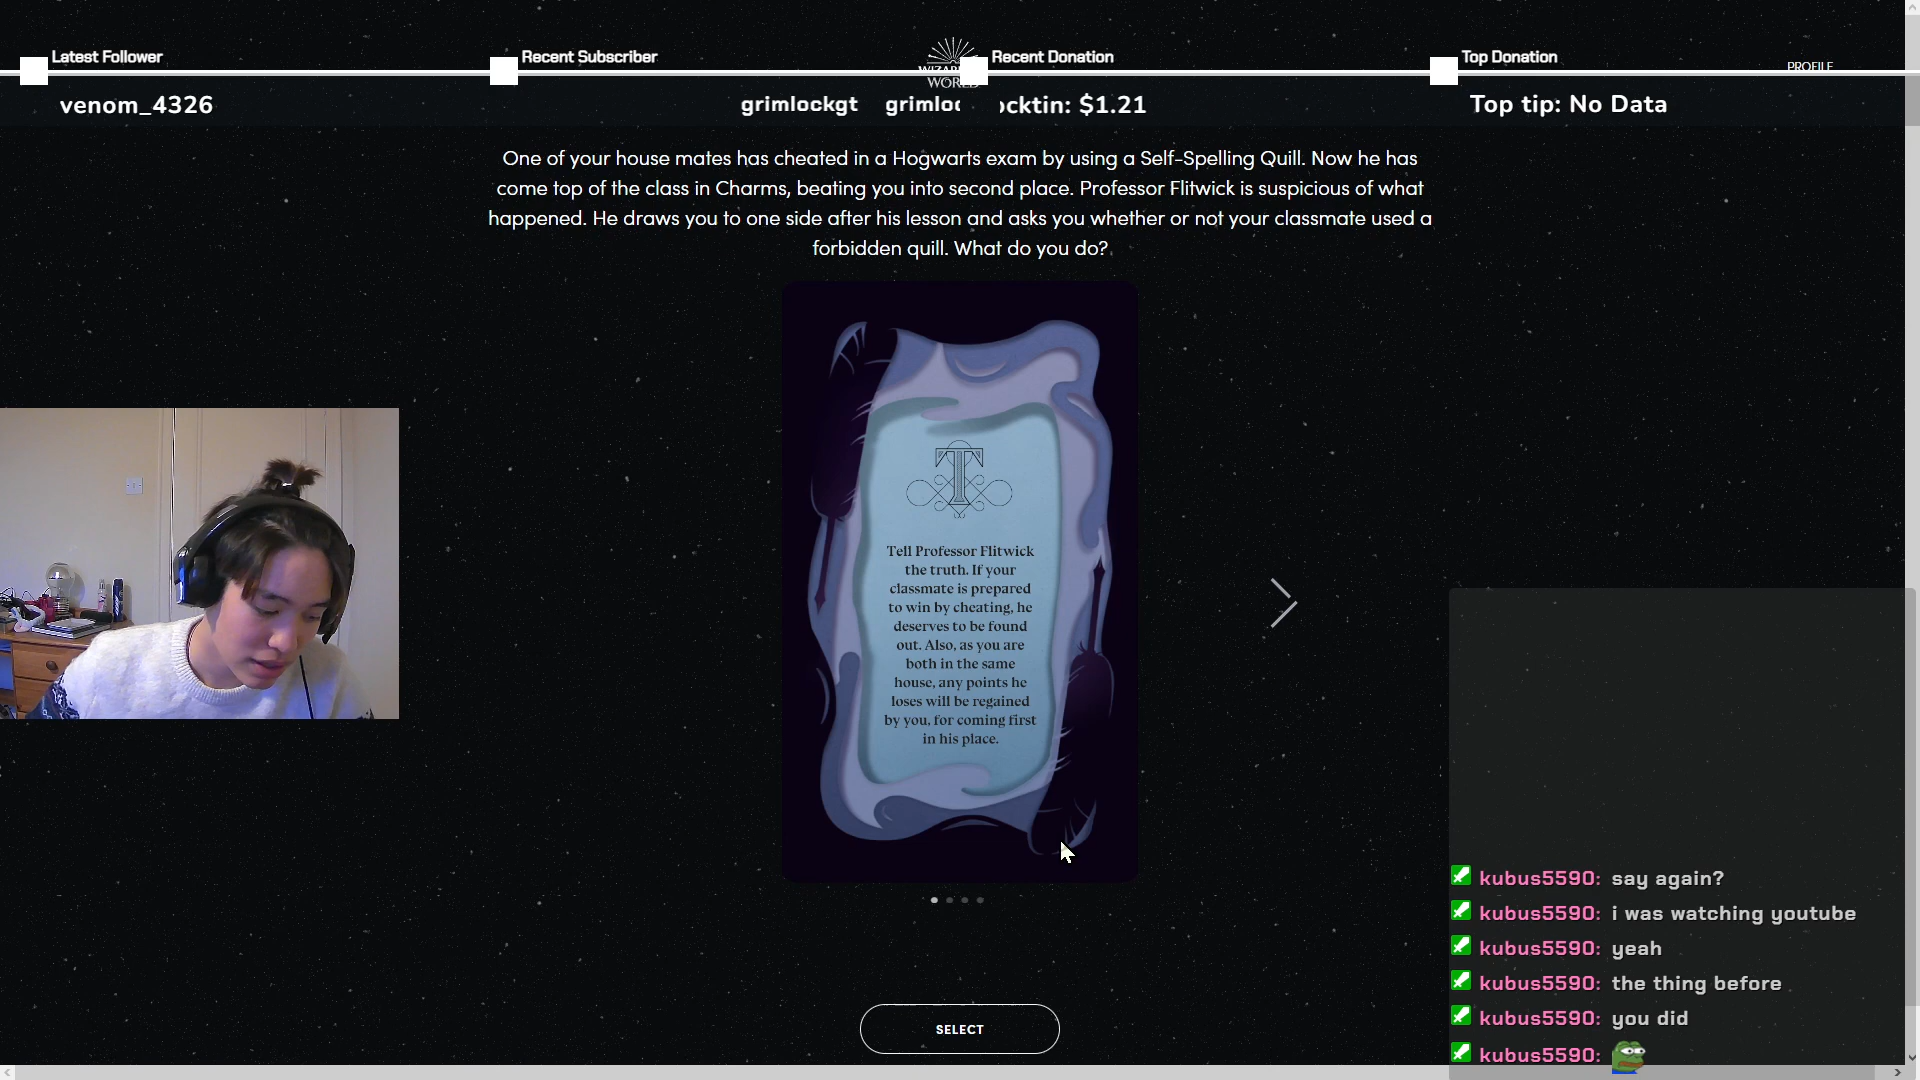 Latest Follower
Recent Subscriber
Recent Donation
Top Donation
PROFILE
WORLD
venom_4326
grimlockgt
cktin: $1.21
Top tip: No Data
One of your house mates has cheated in a Hogwarts exam by using a Self-Spelling Quill. Now he has
come top of the class in Charms, beating you into second place. Professor Flitwick is suspicious of what
happened. He draws you to one side after his lesson and asks you whether or not your classmate used a
forbidden quill. What do you do?
T
Tell Professor Flitwick
the truth. If your
classmate is prepared
to win by cheating, he
deserves to be found
out. Also, as you are
both in the same
house, any points he
loses will be regained
by you, for coming first
in his place.
SELECT
kubus5590: say again?
kubus5590: i was watching youtube
kubus5590: yeah
kubus5590: the thing before
kubus5590: you did
kubus5590: